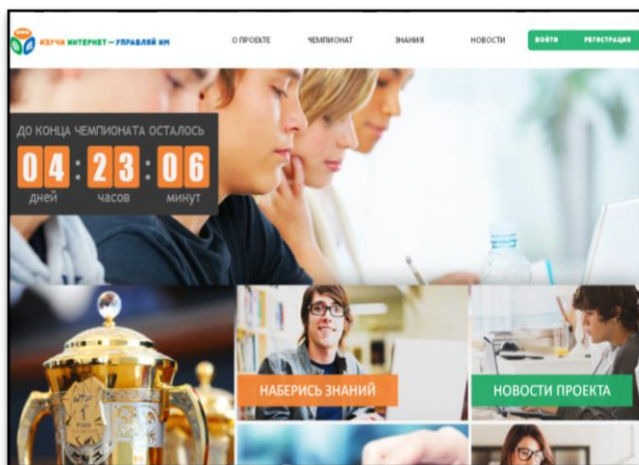 ИЗУЧИ ИНТЕРНЕТ — УПРАВЛЯЙ ИМ
О ПРОЕКТЕ ЧЕМПИОНАТ ЗНАНИЯ НОВОСТИ ВОЙТИ РЕГИСТРАЦИЯ
ДО КОНЦА ЧЕМПИОНАТА ОСТАЛОСЬ
04 : 23 : 06
дней часов минут
НАБЕРИСЬ ЗНАНИЙ
НОВОСТИ ПРОЕКТА